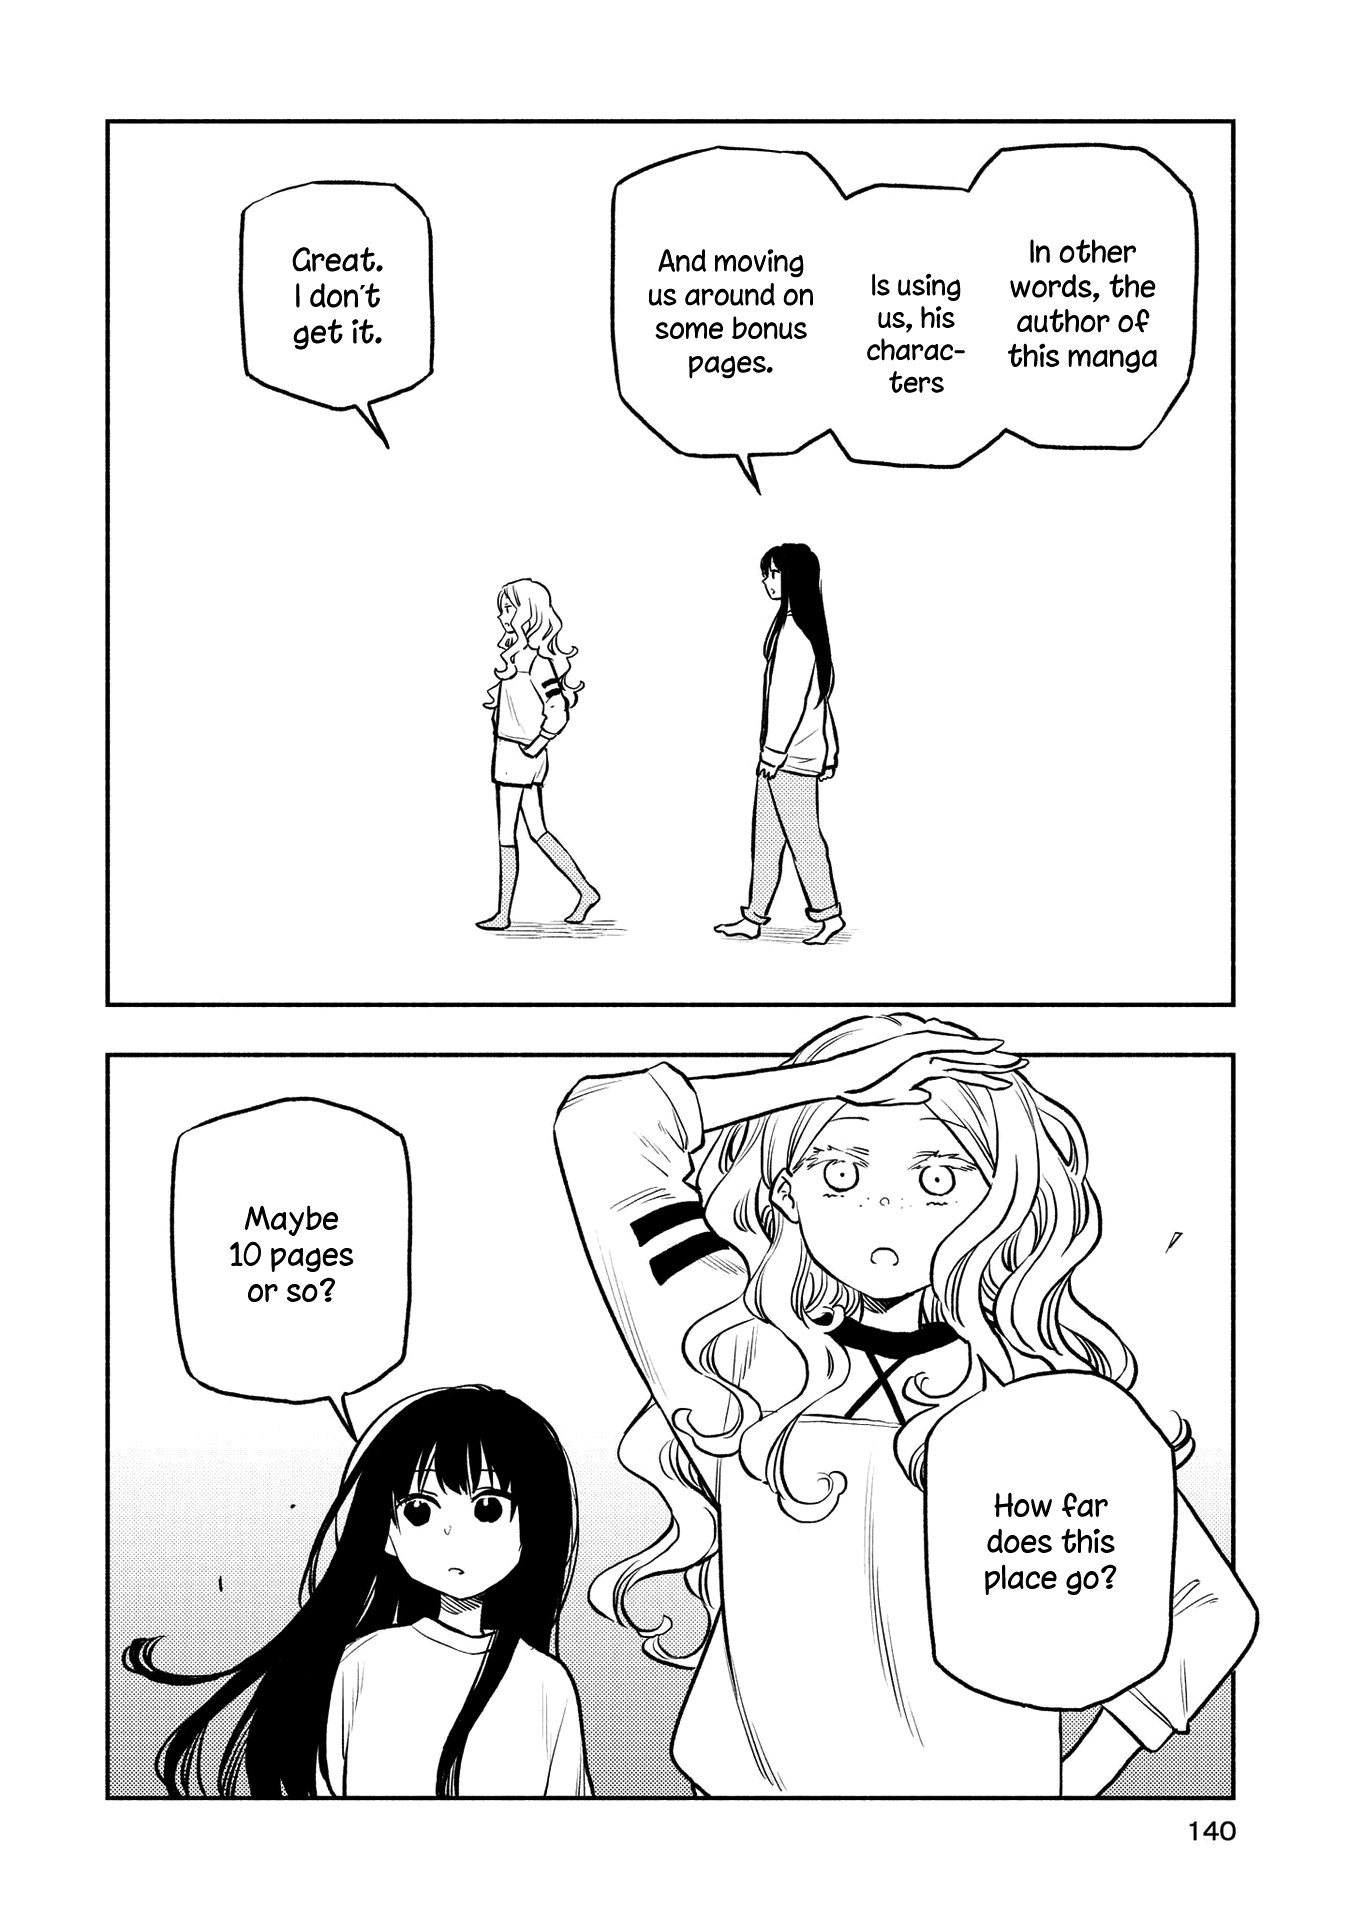 In other
words, the
author of
this manga
Is using
us, his
charac-
ters
And moving
us around on
some bonus
pages.
Great.
I don't
get it.
How far
does this
place go?
Maybe
10 pages
or so?
140